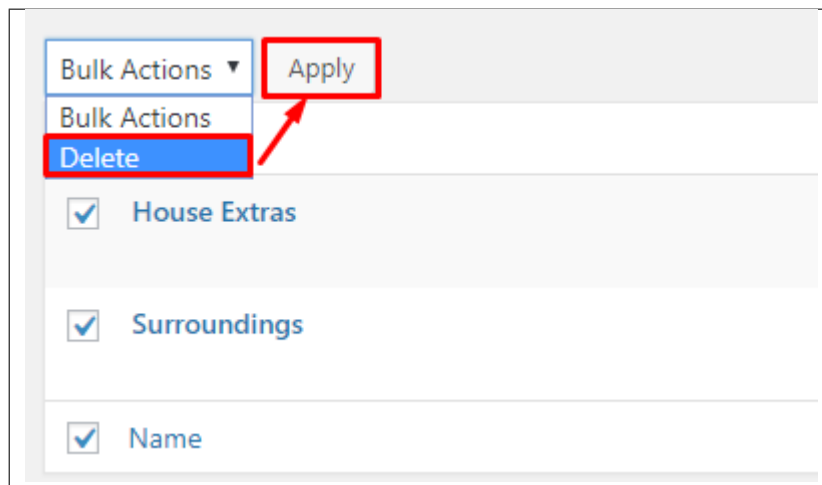 Bulk Actions ▼ Apply
Bulk Actions
Delete
House Extras
Surroundings
Name